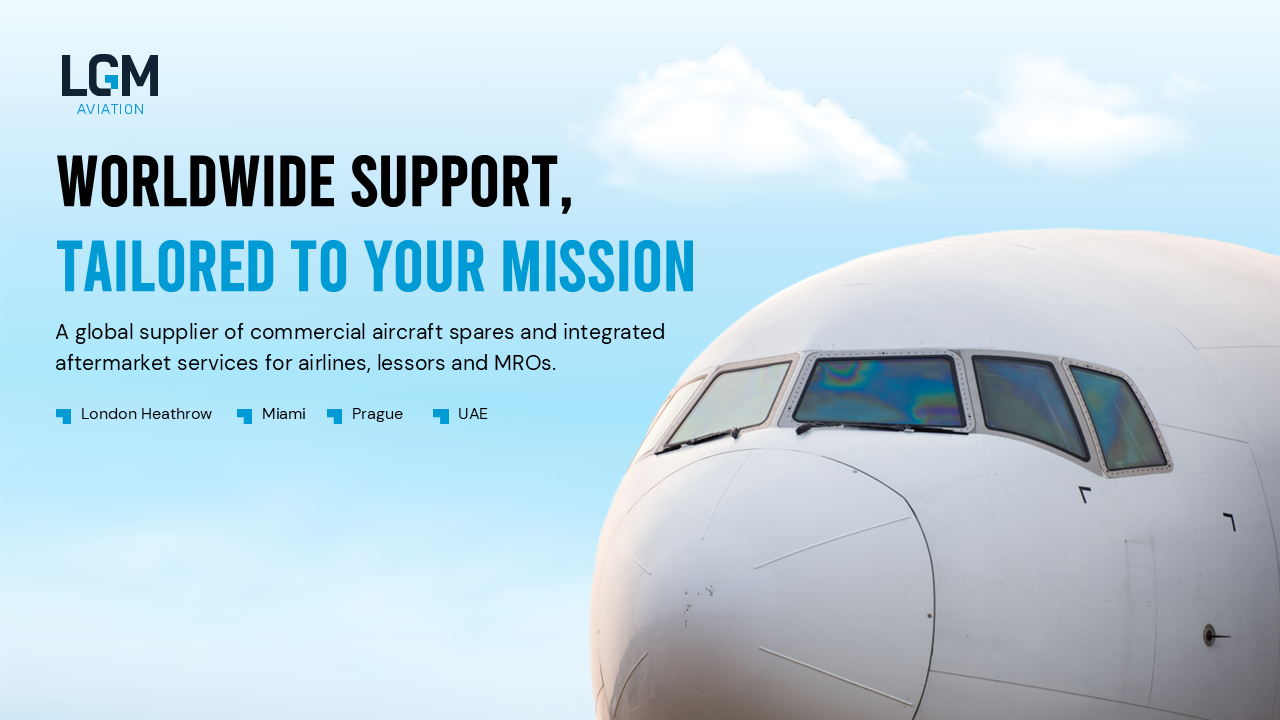 LGM
AVIATION
WORLDWIDE SUPPORT,
TAILORED TO YOUR MISSION
A global supplier of commercial aircraft spares and integrated
aftermarket services for airlines, lessors and MROs.
London Heathrow Miami Prague UAE